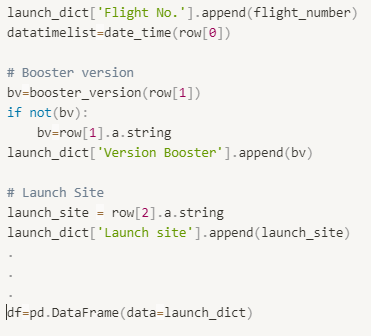 launch_dict['Flight No.'].append(flight_number)
datatimelist=date_time(row[0])
# Booster version
bv=booster_version(row[1])
if not(bv):
    bv=row[1].a.string
launch_dict['Version Booster'].append(bv)
# Launch Site
launch_site = row[2].a.string
launch_dict['Launch site'].append(launch_site)
.
.
.
df=pd.DataFrame(data=launch_dict)